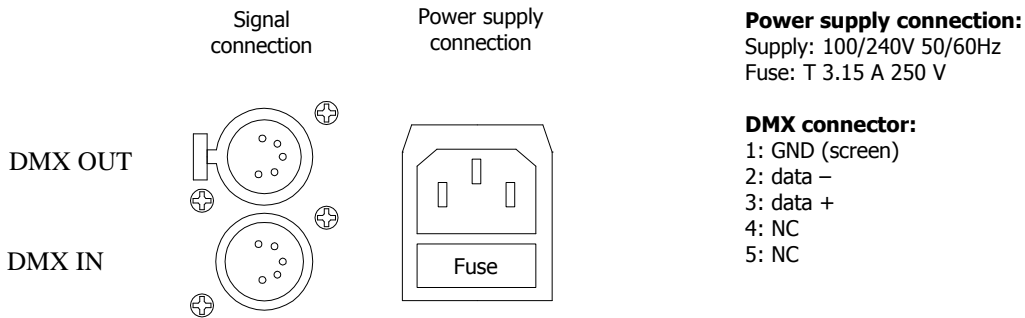 Signal
connection
Power supply
connection
DMX OUT
DMX IN
Fuse
Power supply connection:
Supply: 100/240V 50/60Hz
Fuse: T 3.15 A 250 V
DMX connector:
1: GND (screen)
2: data –
3: data +
4: NC
5: NC